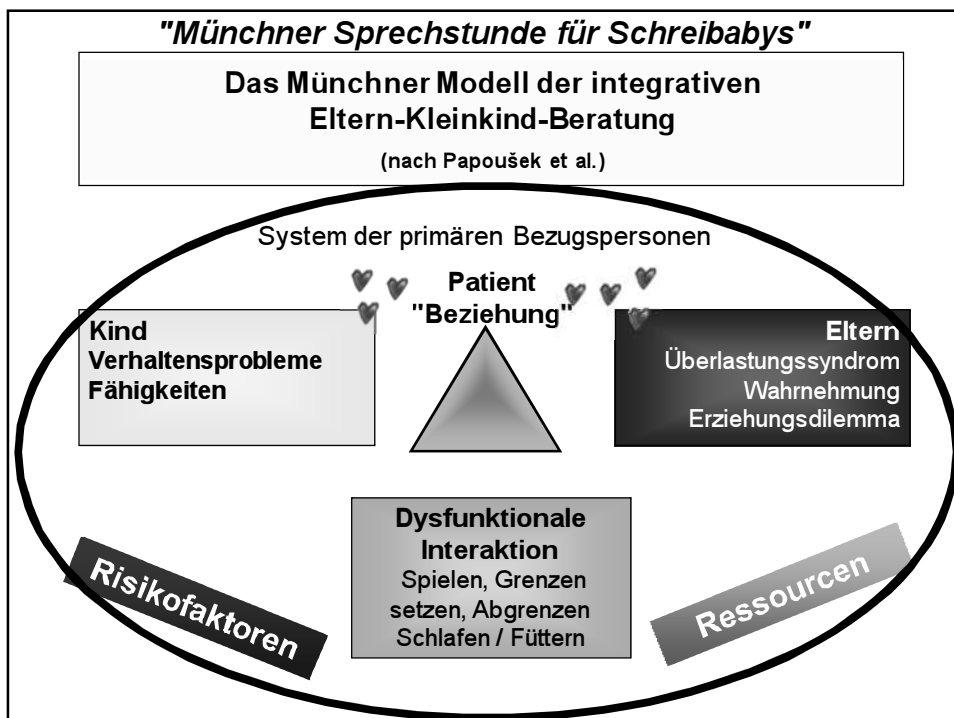 "Münchner Sprechstunde für Schreibabys"
Das Münchner Modell der integrativen
Eltern-Kleinkind-Beratung
(nach Papoušek et al.)
System der primären Bezugspersonen
Patient
"Beziehung"
Kind
Verhaltensprobleme
Fähigkeiten
Eltern
Überlastungssyndrom
Wahrnehmung
Erziehungsdilemma
Dysfunktionale
Interaktion
Spielen, Grenzen
setzen, Abgrenzen
Schlafen / Füttern
Risikofaktoren
Ressourcen